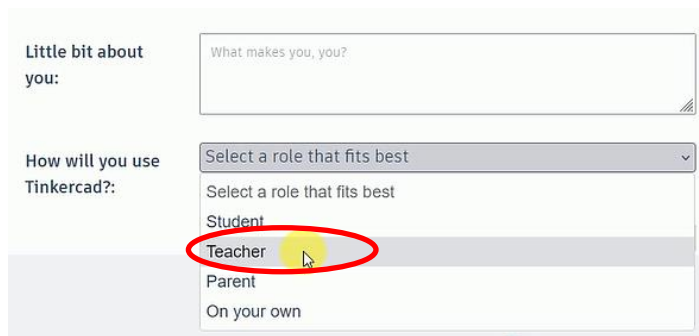 Little bit about
you:
What makes you, you?
How will you use
Tinkercad?:
Select a role that fits best
Select a role that fits best
Student
Teacher
Parent
On your own